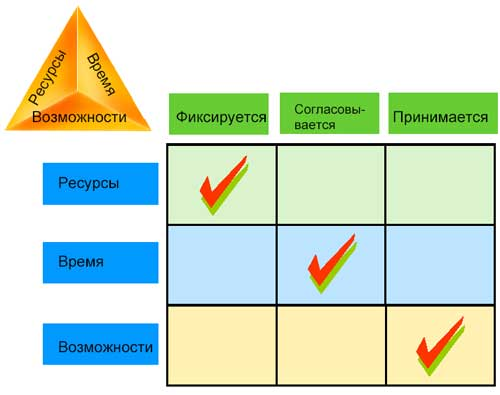 Ресурсы
Время
Возможности
Фиксируется
Согласовы-
вается
Принимается
Ресурсы
Время
Возможности